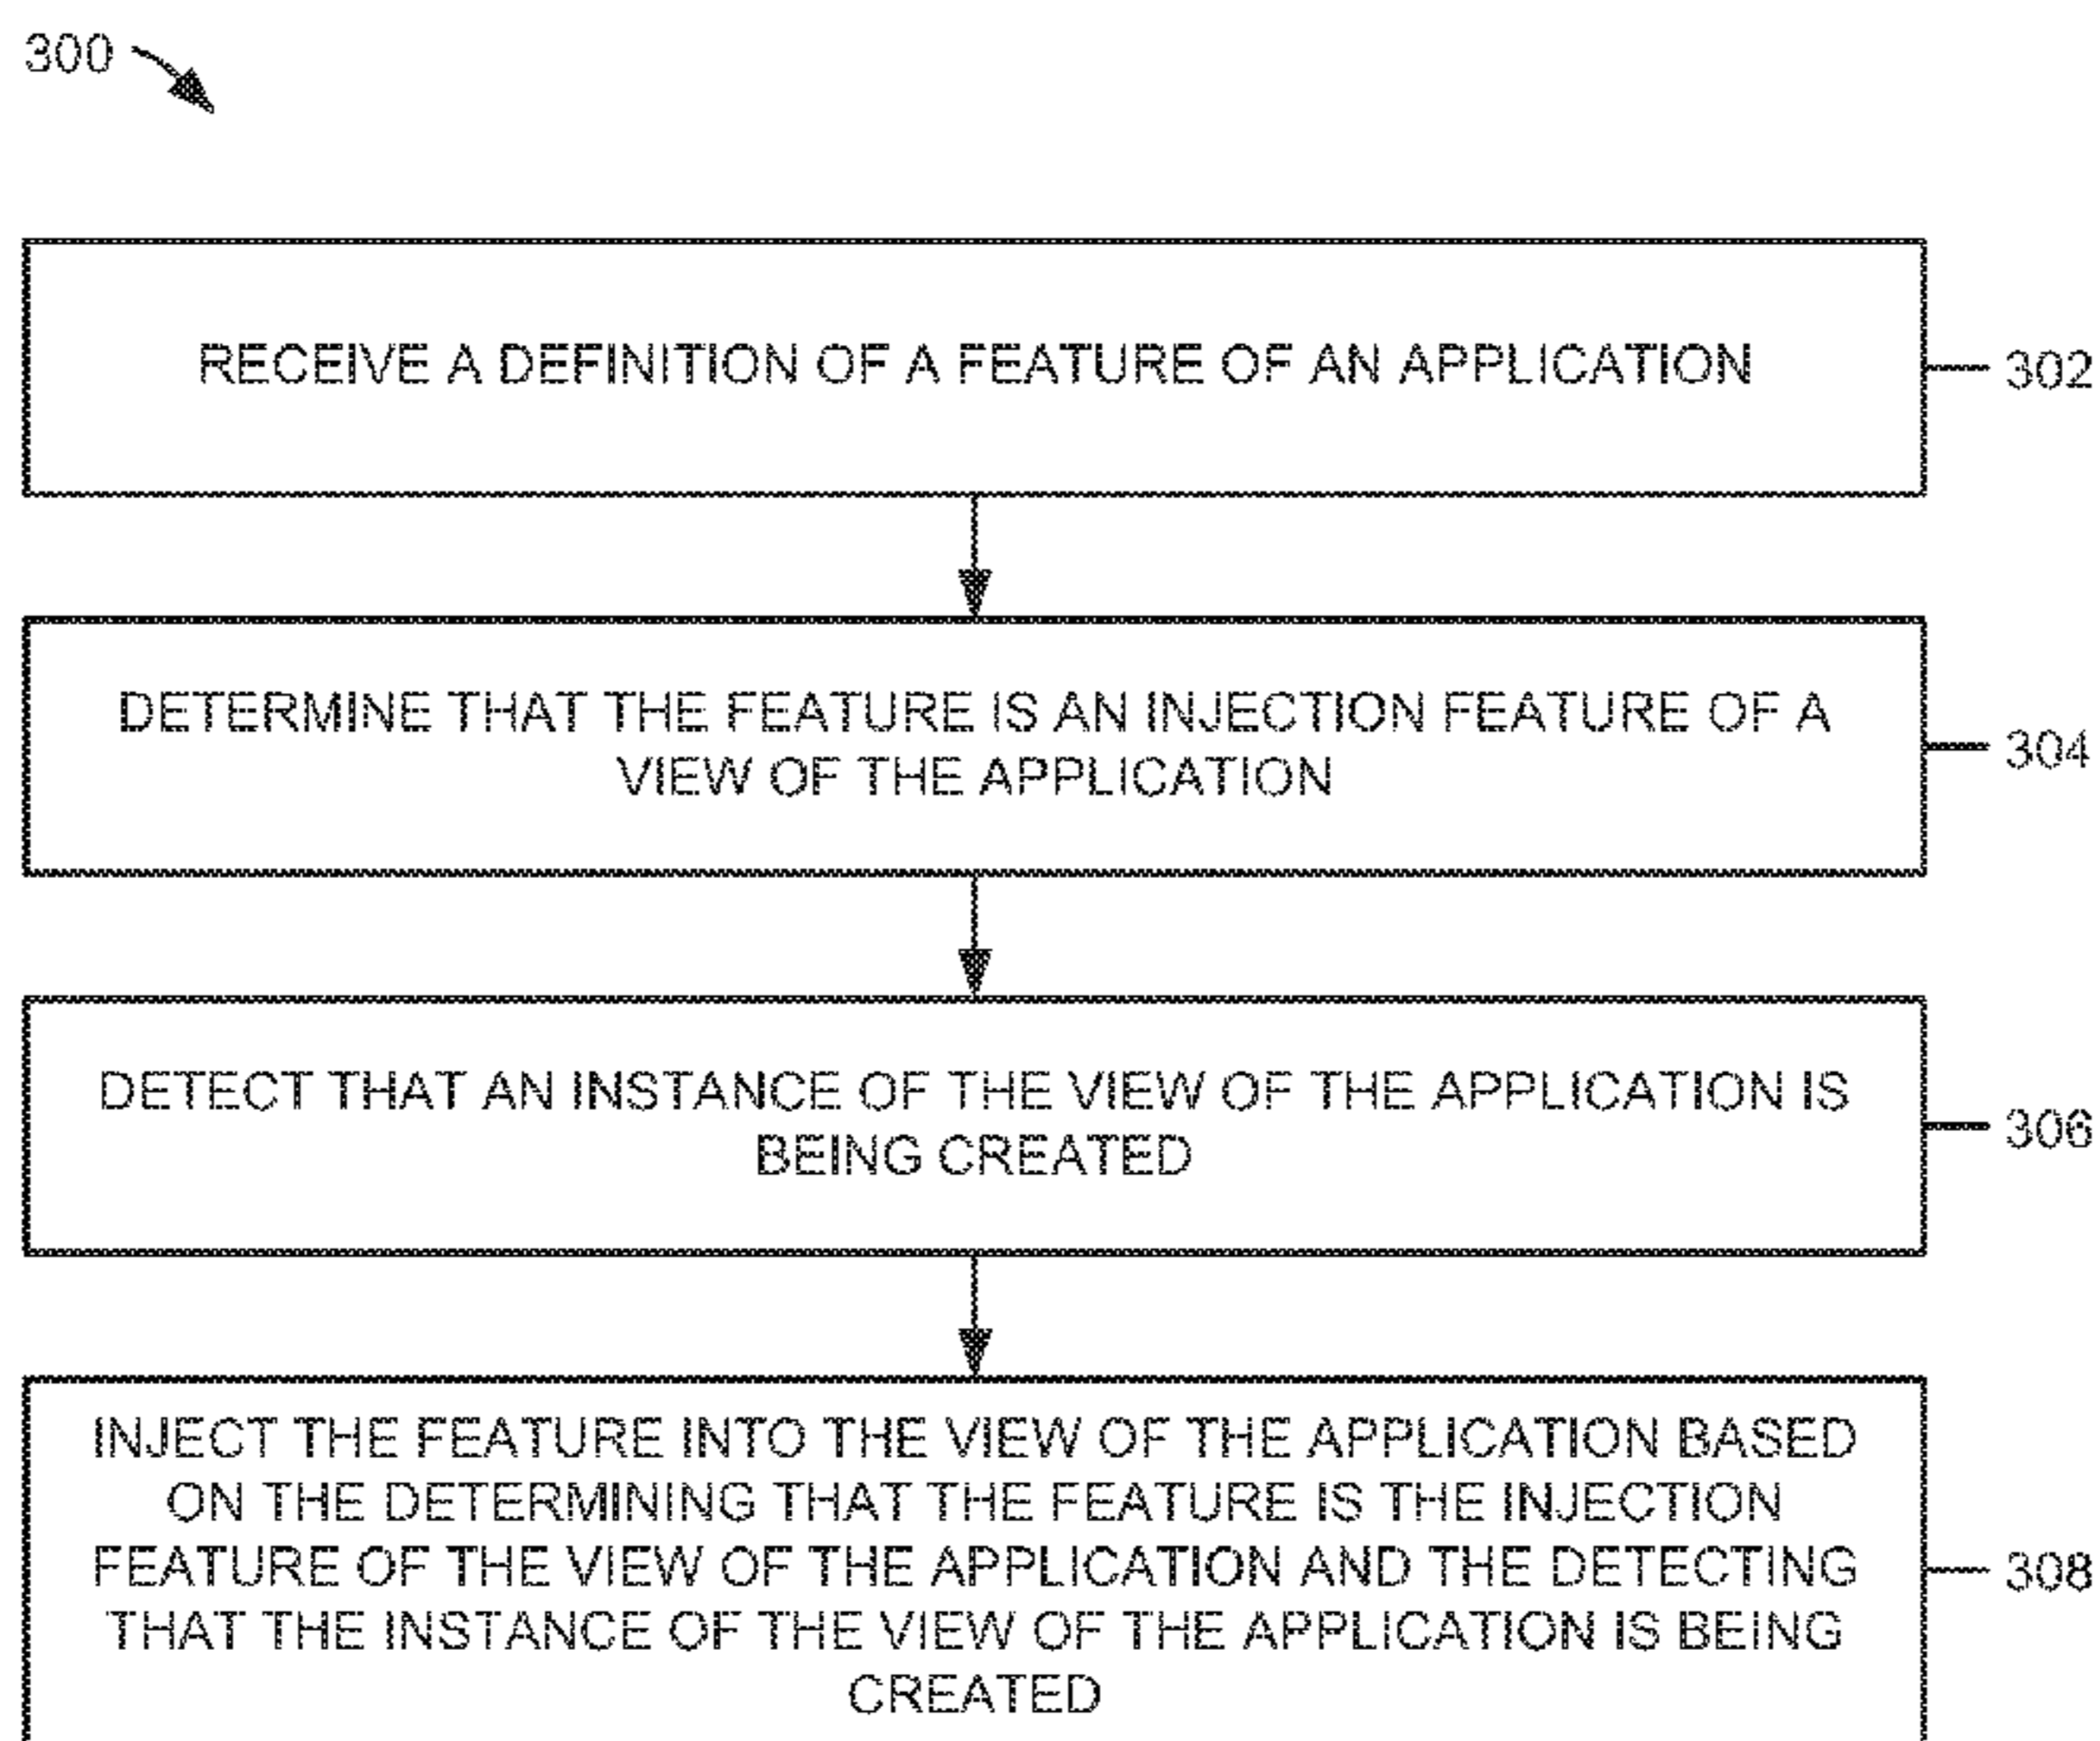 300
RECEIVE A DEFINITION OF A FEATURE OF AN APPLICATION
302
DETERMINE THAT THE FEATURE IS AN INJECTION FEATURE OF A
VIEW OF THE APPLICATION
304
DETECT THAT AN INSTANCE OF THE VIEW OF THE APPLICATION IS
BEING CREATED
306
INJECT THE FEATURE INTO THE VIEW OF THE APPLICATION BASED
ON THE DETERMINING THAT THE FEATURE IS THE INJECTION
FEATURE OF THE VIEW OF THE APPLICATION AND THE DETECTING
THAT THE INSTANCE OF THE VIEW OF THE APPLICATION IS BEING
CREATED
308